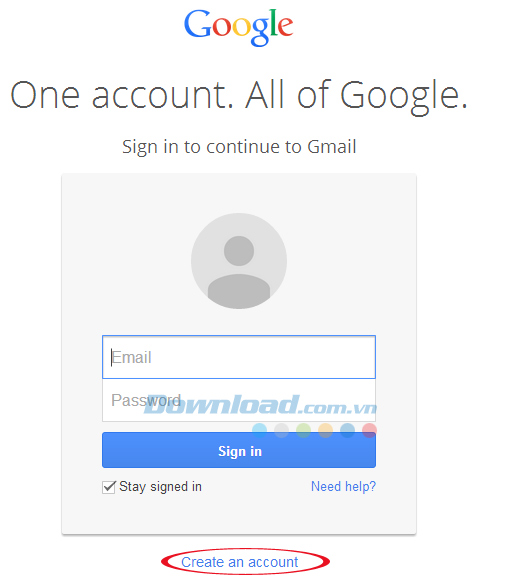 Google
One account. All of Google.
Sign in to continue to Gmail
Email
Password
Download.com.vn
Sign in
Stay signed in
Need help?
Create an account